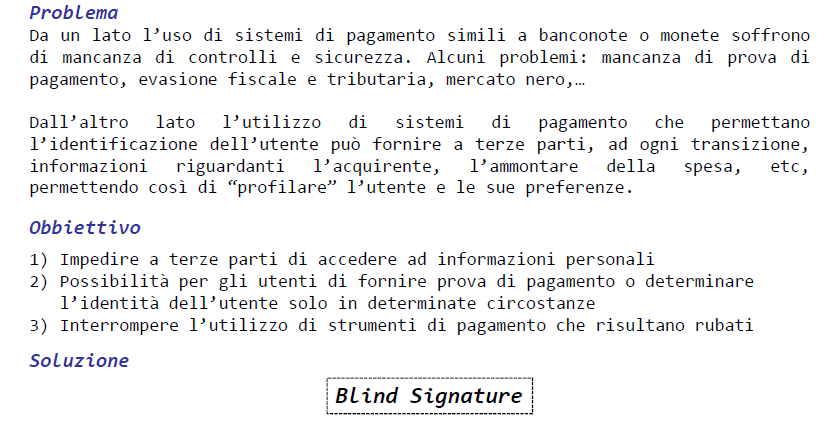 Problema
Da un lato l’uso di sistemi di pagamento simili a banconote o monete soffrono
di mancanza di controlli e sicurezza. Alcuni problemi: mancanza di prova di
pagamento, evasione fiscale e tributaria, mercato nero,…
Dall’altro lato l’utilizzo di sistemi di pagamento che permettano
l’identificazione dell’utente può fornire a terze parti, ad ogni transizione,
informazioni riguardanti l’acquirente, l’ammontare della spesa, etc,
permettendo così di “profilare” l’utente e le sue preferenze.
Obbiettivo
1) Impedire a terze parti di accedere ad informazioni personali
2) Possibilità per gli utenti di fornire prova di pagamento o determinare
l’identità dell’utente solo in determinate circostanze
3) Interrompere l’utilizzo di strumenti di pagamento che risultano rubati
Soluzione
Blind Signature